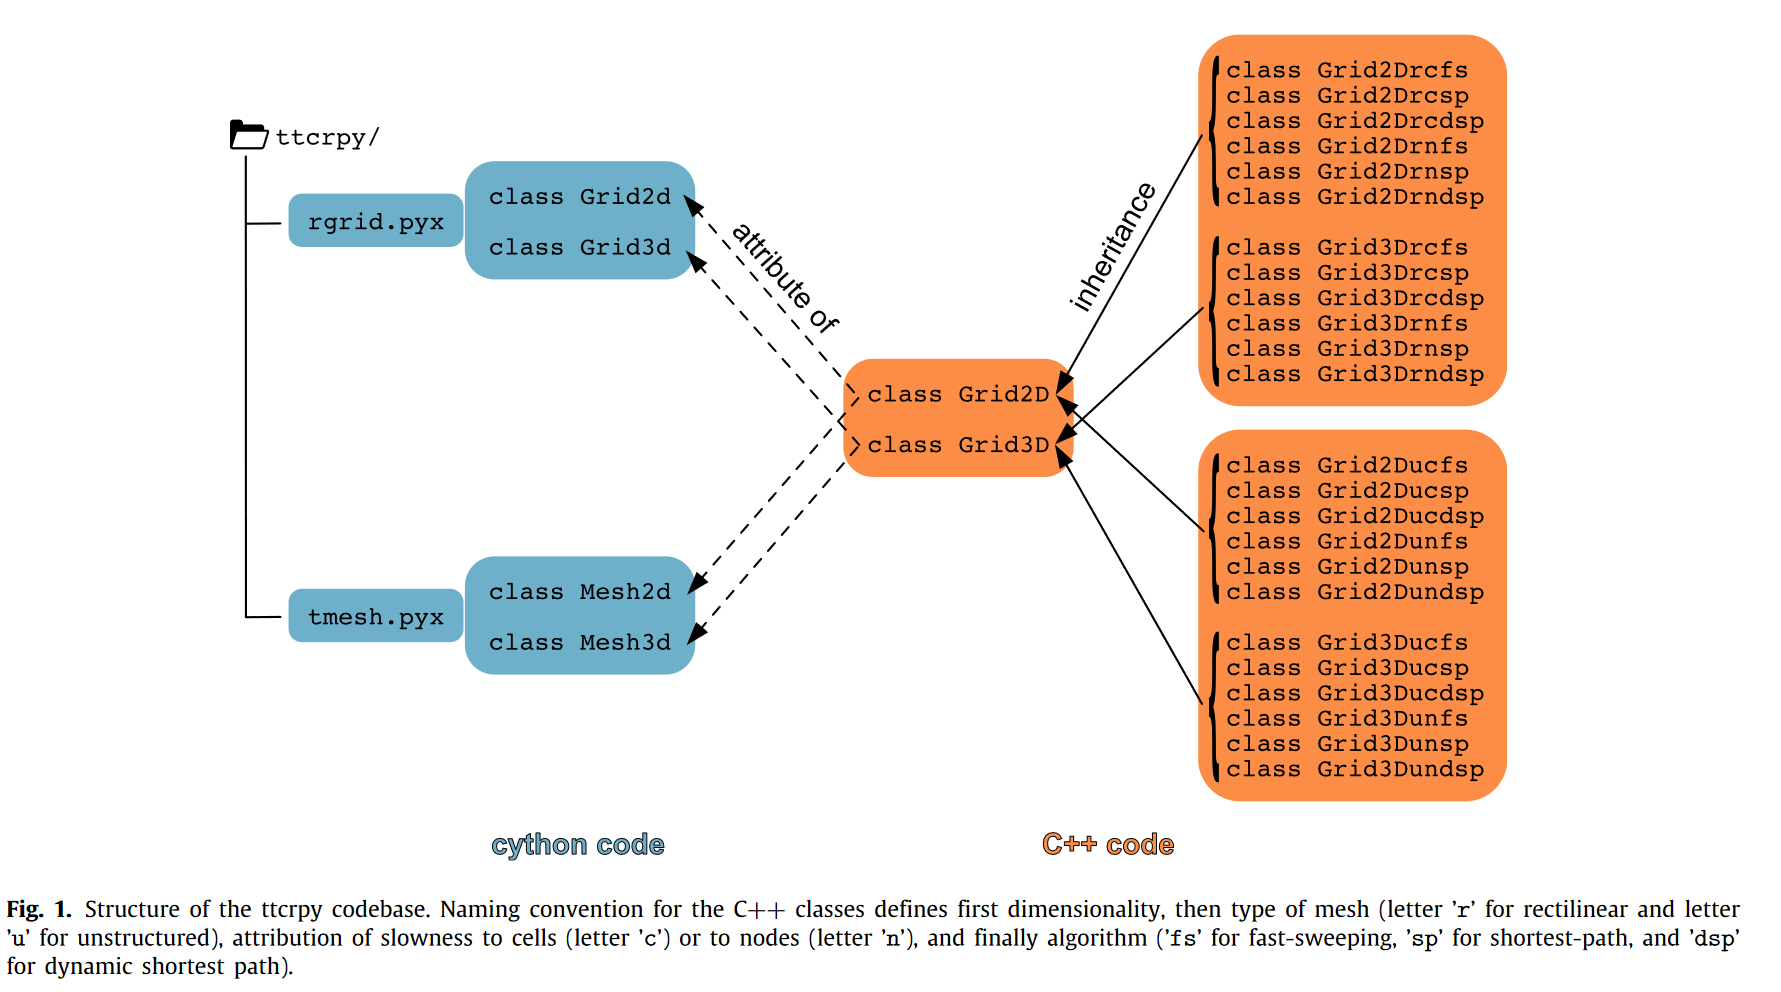 ttcrpy/
rgrid.pyx
class Grid2d
class Grid3d
tmesh.pyx
class Mesh2d
class Mesh3d
attribute of
class Grid2D
class Grid3D
inheritance
class Grid2Drcfs
class Grid2Drcsp
class Grid2Drcdsp
class Grid2Drnfs
class Grid2Drnsp
class Grid2Drndsp
class Grid3Drcfs
class Grid3Drcsp
class Grid3Drcdsp
class Grid3Drnfs
class Grid3Drnsp
class Grid3Drndsp
class Grid2Ducfs
class Grid2Ducsp
class Grid2Ducdsp
class Grid2Dunfs
class Grid2Dunsp
class Grid2Dundsp
class Grid3Ducfs
class Grid3Ducsp
class Grid3Ducdsp
class Grid3Dunfs
class Grid3Dunsp
class Grid3Dundsp
cython code
C++ code
Fig. 1. Structure of the ttcrpy codebase. Naming convention for the C++ classes defines first dimensionality, then type of mesh (letter ’r’ for rectilinear and letter
’u’ for unstructured), attribution of slowness to cells (letter ’c’) or to nodes (letter ’n’), and finally algorithm (’fs’ for fast-sweeping, ’sp’ for shortest-path, and ’dsp’
for dynamic shortest path).